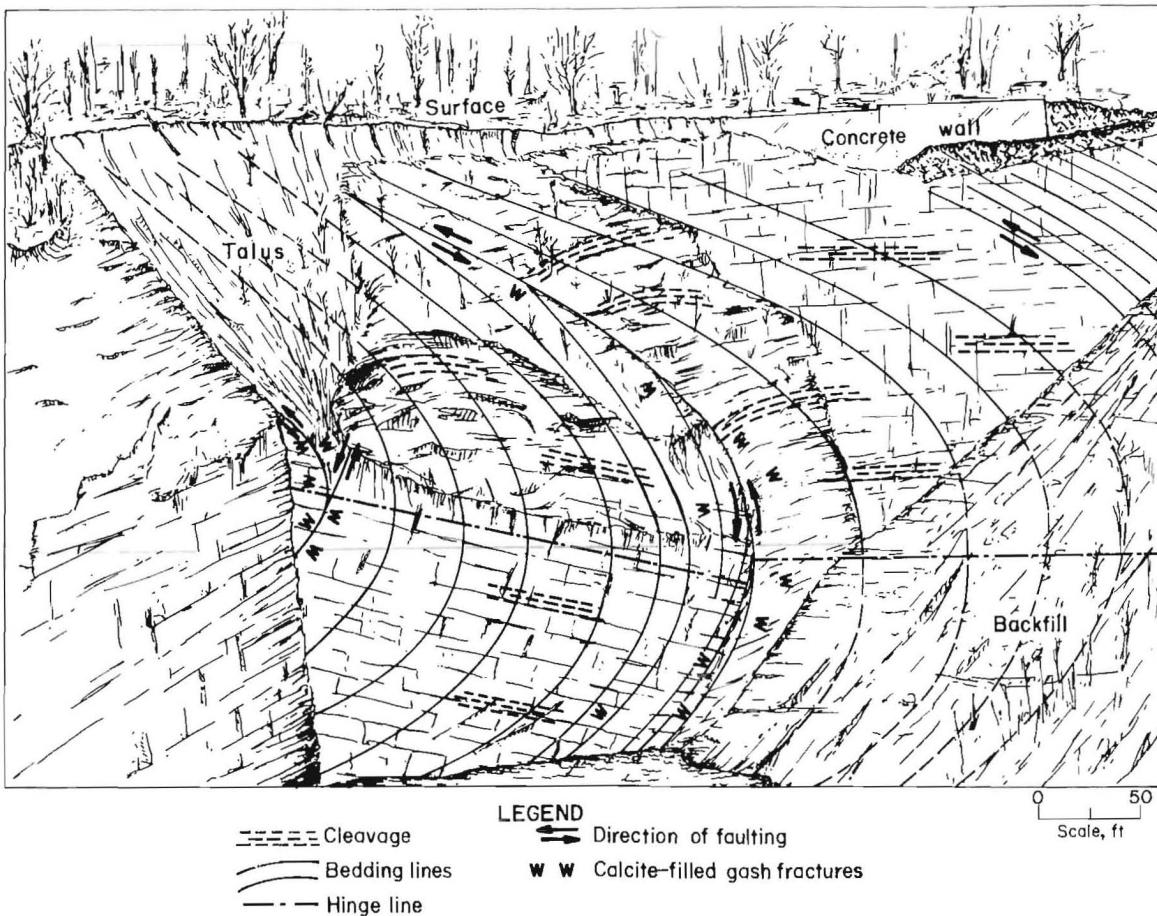 Surface
Concrete wall
Talus
Backfill
LEGEND
Cleavage
Direction of faulting
Bedding lines
W W Calcite-filled gash fractures
Hinge line
0 50
Scale, ft